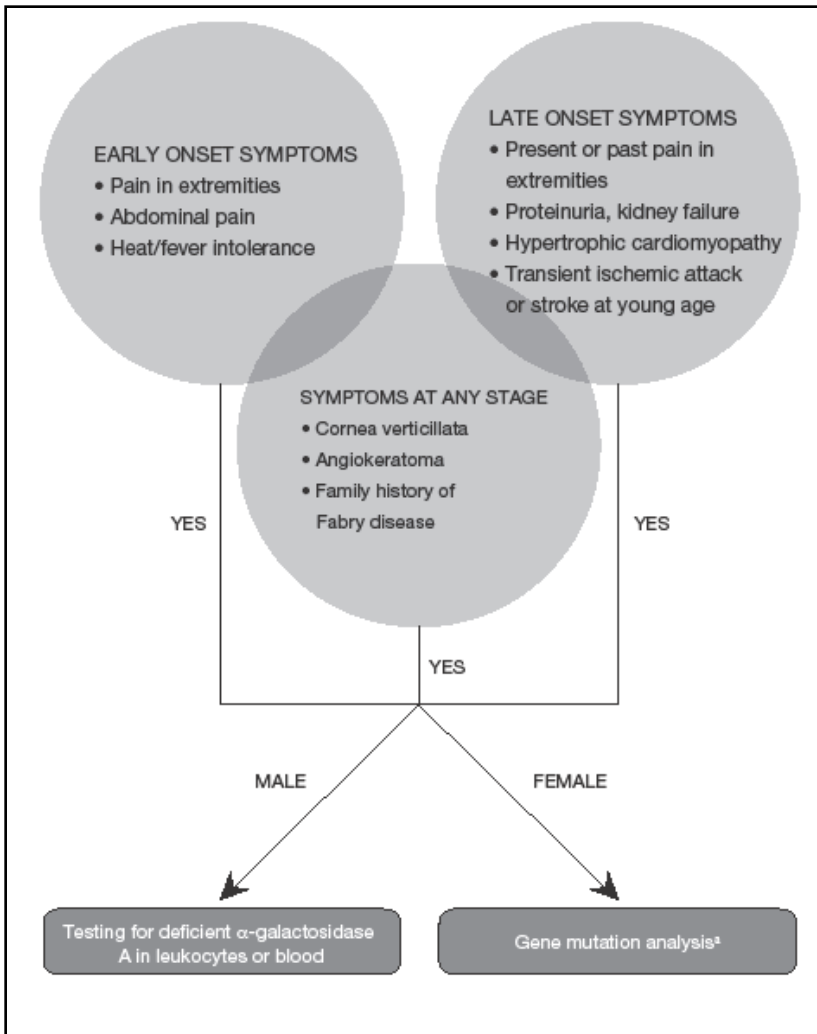 EARLY ONSET SYMPTOMS
• Pain in extremities
• Abdominal pain
• Heat/fever intolerance
LATE ONSET SYMPTOMS
• Present or past pain in
extremities
• Proteinuria, kidney failure
• Hypertrophic cardiomyopathy
• Transient ischemic attack
or stroke at young age
SYMPTOMS AT ANY STAGE
• Cornea verticillata
• Angiokeratoma
• Family history of
Fabry disease
YES
YES
YES
MALE
FEMALE
Testing for deficient α-galactosidase
A in leukocytes or blood
Gene mutation analysisª